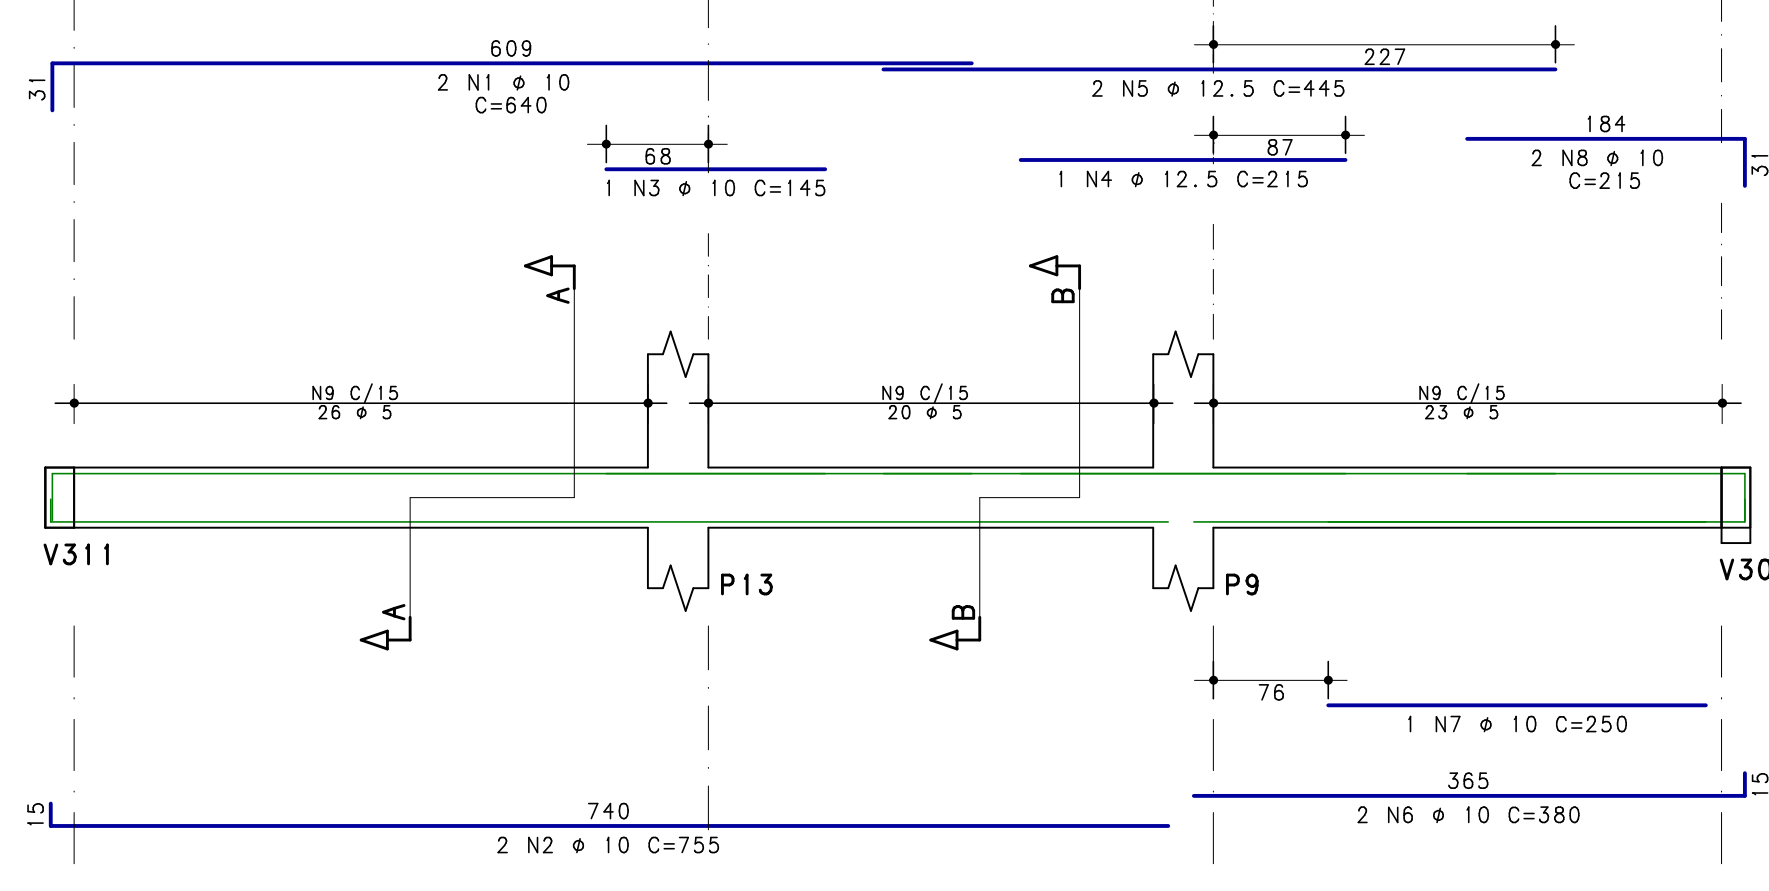 609
31
2 N1 ø 10
C=640
227
2 N5 ø 12.5 C=445
68
1 N3 ø 10 C=145
87
1 N4 ø 12.5 C=215
184
31
2 N8 ø 10
C=215
A
B
N9 C/15
26 ø 5
N9 C/15
20 ø 5
N9 C/15
23 ø 5
V311
P13
P9
V30
A
B
76
1 N7 ø 10 C=250
365
15
2 N6 ø 10 C=380
740
15
2 N2 ø 10 C=755